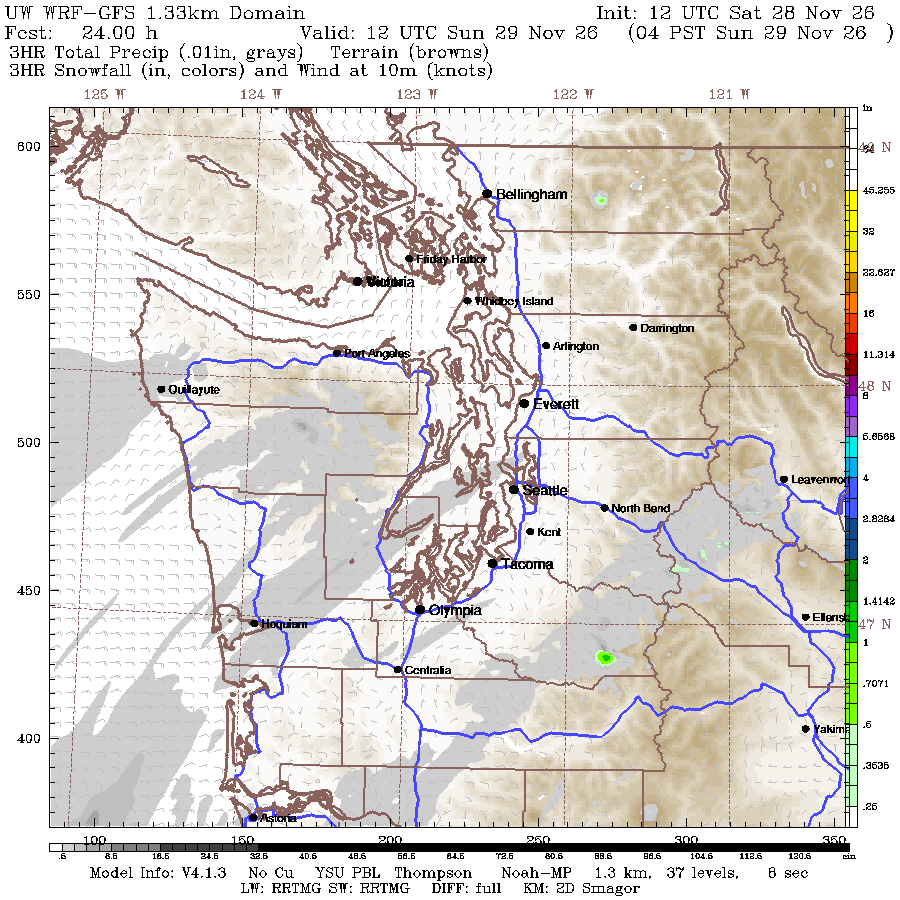 UW WRF-GFS 1.33km Domain Init: 12 UTC Sat 28 Nov 26
Fcst: 24.00 h Valid: 12 UTC Sun 29 Nov 26 (04 PST Sun 29 Nov 26 )
3HR Total Precip (.01in, grays) Terrain (browns)
3HR Snowfall (in, colors) and Wind at 10m (knots)
125 W 124 W 123 W 122 W 121 W
in
600
49 N
Bellingham
45.255
32
Friday Harbor
Victoria
22.627
550
Whidbey Island
16
Darrington
Arlington
Port Angeles
11.314
Quillayute
48 N
8
Everett
5.6568
500
4
Leavenwor
Seattle
North Bend
2.8284
Kent
2
Tacoma
450
1.4142
Olympia
Ellens
Hoquiam
47 N
1
Centralia
.7071
.5
Yakima
400
.3535
.25
Astoria
100 150 200 250 300 350
.5 8.5 16.5 24.5 32.5 40.5 48.5 56.5 64.5 72.5 80.5 88.5 96.5 104.5 112.5 120.5 cin
Model Info: V4.1.3 No Cu YSU PBL Thompson Noah-MP 1.3 km, 37 levels, 8 sec
LW: RRTMG SW: RRTMG DIFF: full KM: 2D Smagor